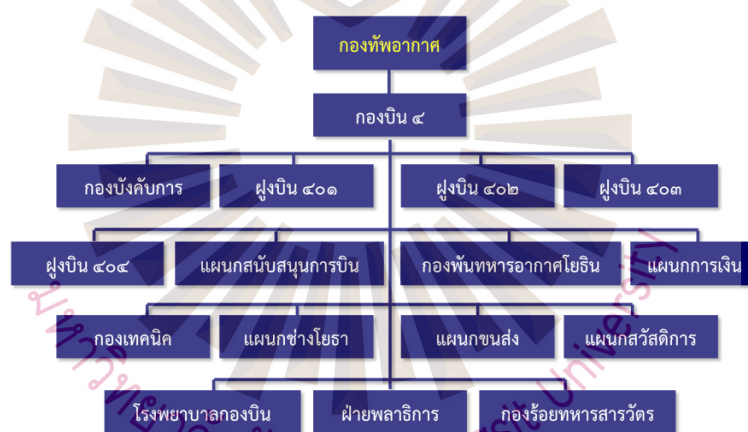 กองทัพอากาศ
กองบิน ๔
กองบังคับการ
ฝูงบิน ๔๐๑
ฝูงบิน ๔๐๒
ฝูงบิน ๔๐๓
ฝูงบิน ๔๐๔
แผนกสนับสนุนการบิน
กองพันทหารอากาศโยธิน
แผนกการเงิน
กองเทคนิค
แผนกช่างโยธา
แผนกขนส่ง
แผนกสวัสดิการ
โรงพยาบาลกองบิน
ฝ่ายพลาธิการ
กองร้อยทหารสารวัตร
University